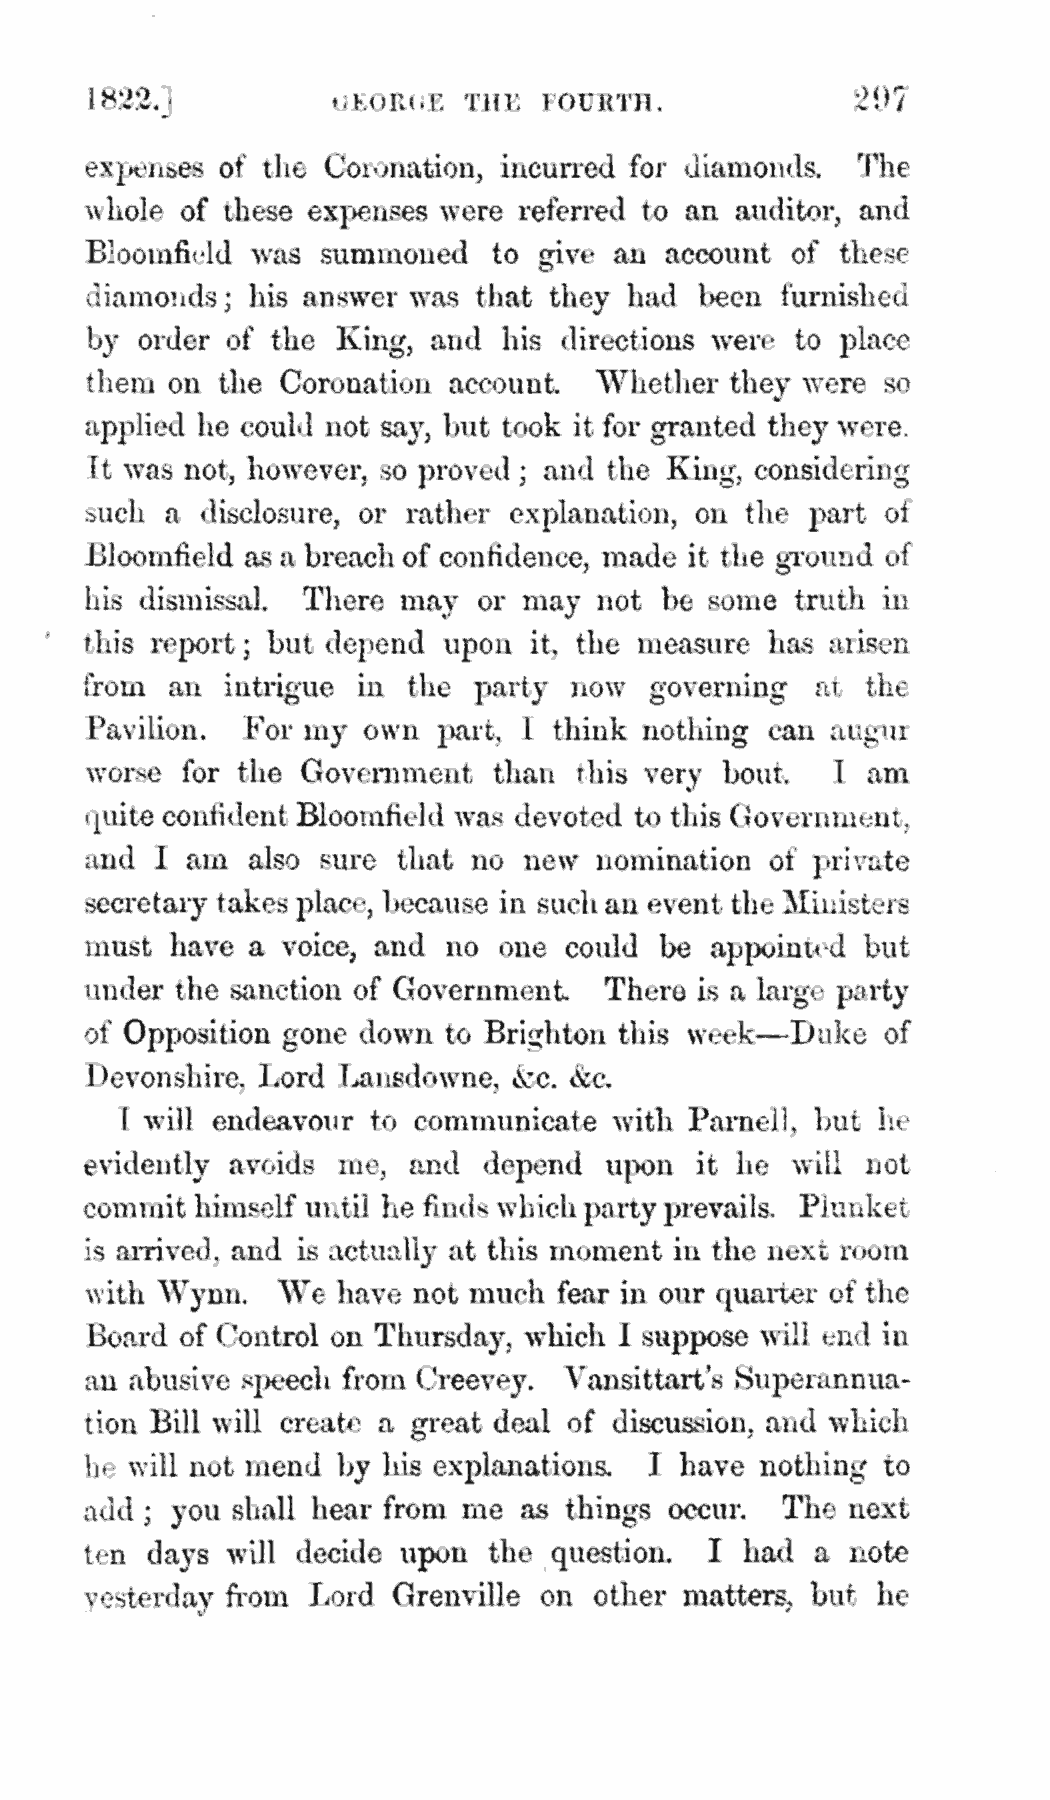 1822.] GEORGE THE FOURTH. 297
expenses of the Coronation, incurred for diamonds. The
whole of these expenses were referred to an auditor, and
Bloomfield was summoned to give an account of these
diamonds; his answer was that they had been furnished
by order of the King, and his directions were to place
them on the Coronation account. Whether they were so
applied he could not say, but took it for granted they were.
It was not, however, so proved; and the King, considering
such a disclosure, or rather explanation, on the part of
Bloomfield as a breach of confidence, made it the ground of
his dismissal. There may or may not be some truth in
this report; but depend upon it, the measure has arisen
from an intrigue in the party now governing at the
Pavilion. For my own part, I think nothing can augur
worse for the Government than this very bout. I am
quite confident Bloomfield was devoted to this Government,
and I am also sure that no new nomination of private
secretary takes place, because in such an event the Ministers
must have a voice, and no one could be appointed but
under the sanction of Government. There is a large party
of Opposition gone down to Brighton this week—Duke of
Devonshire, Lord Lansdowne, &c. &c.
I will endeavour to communicate with Parnell, but he
evidently avoids me, and depend upon it he will not
commit himself until he finds which party prevails. Plunket
is arrived, and is actually at this moment in the next room
with Wynn. We have not much fear in our quarter of the
Board of Control on Thursday, which I suppose will end in
an abusive speech from Creevey. Vansittart's Superannua-
tion Bill will create a great deal of discussion, and which
he will not mend by his explanations. I have nothing to
add; you shall hear from me as things occur. The next
ten days will decide upon the question. I had a note
yesterday from Lord Grenville on other matters, but he